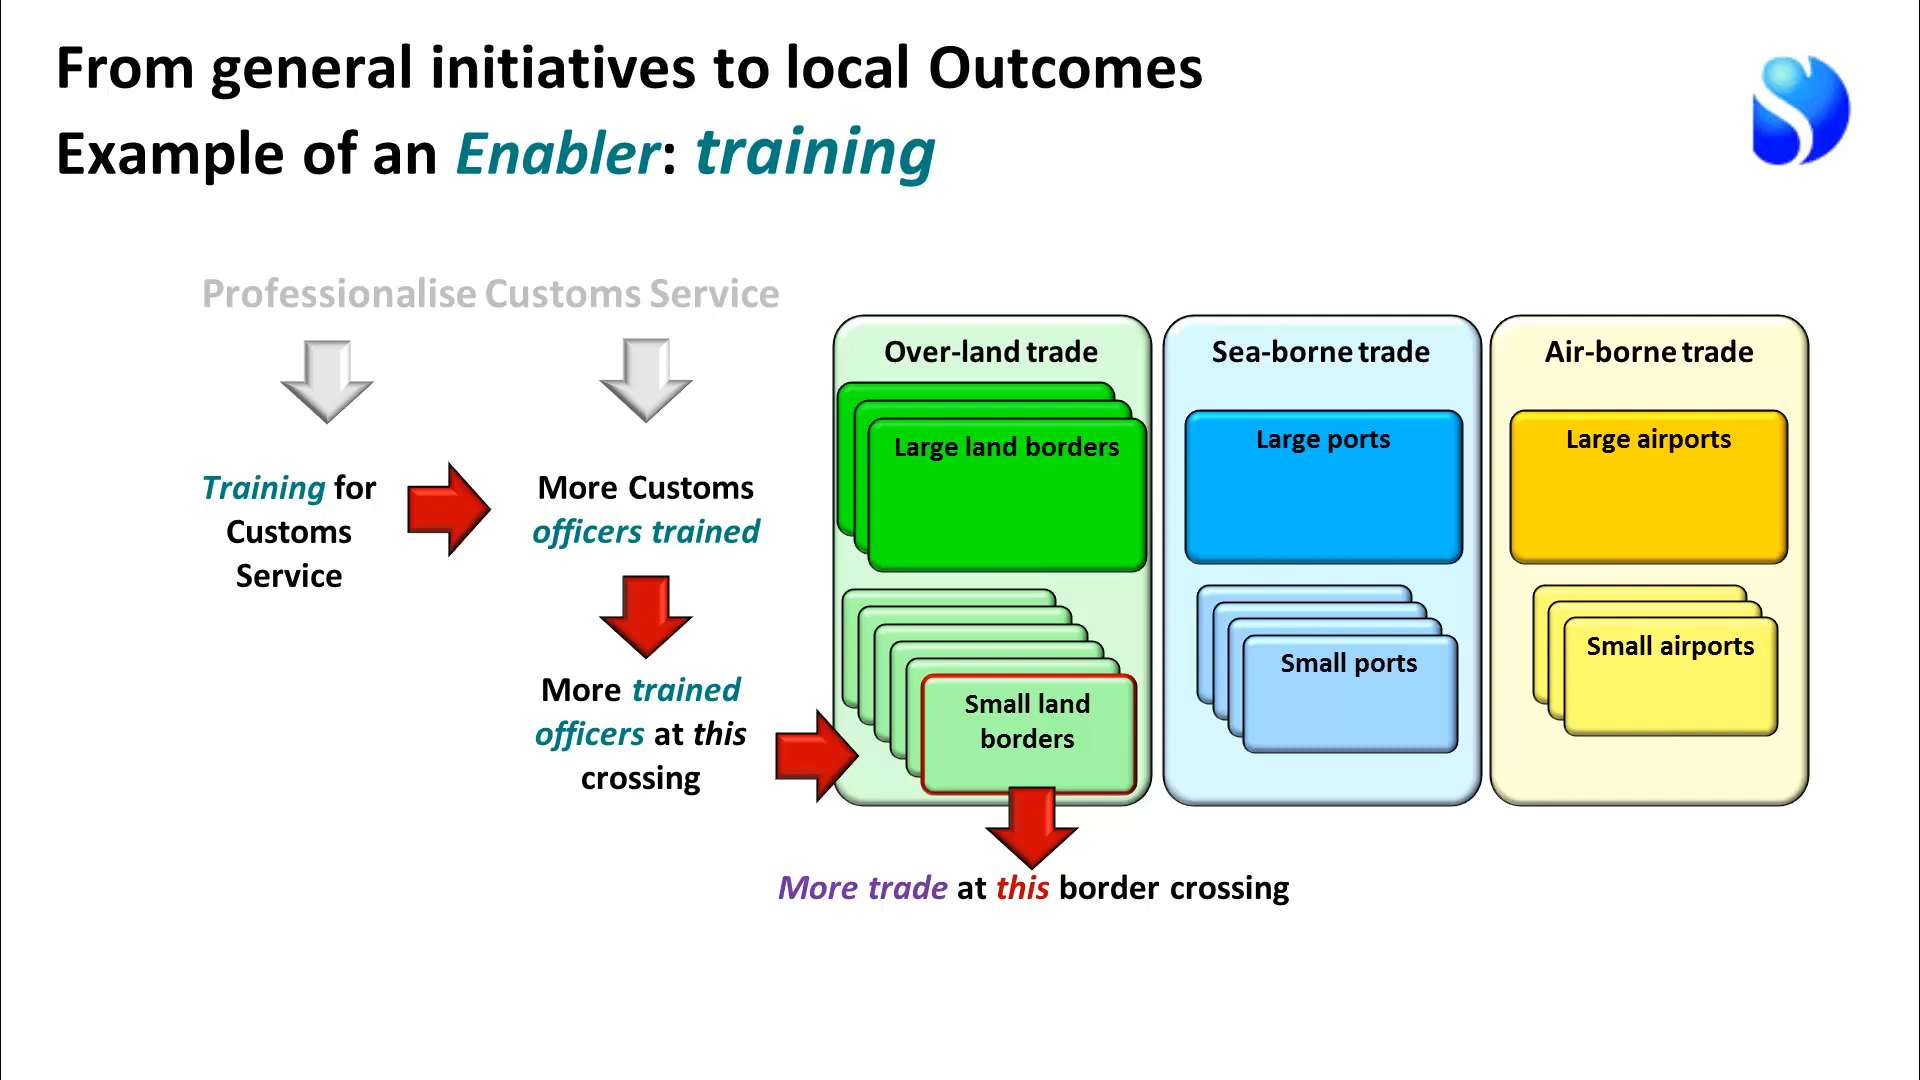 From general initiatives to local Outcomes
Example of an Enabler: training
Professionalise Customs Service
Training for
Customs
Service
More Customs
officers trained
More trained
officers at this
crossing
Over-land trade
Large land borders
Small land
borders
Sea-borne trade
Large ports
Small ports
Air-borne trade
Large airports
Small airports
More trade at this border crossing